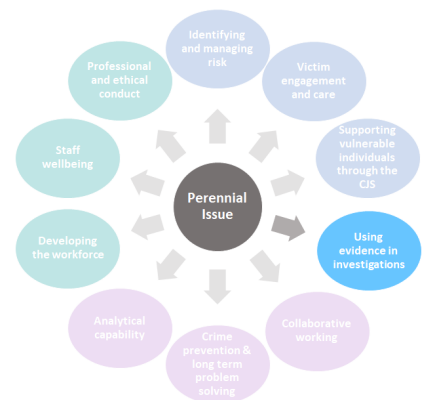 Identifying
and managing
risk
Victim
engagement
and care
Supporting
vulnerable
individuals
through the
CJS
Using
evidence in
investigations
Collaborative
working
Crime
prevention &
long term
problem
solving
Analytical
capability
Developing
the workforce
Staff
wellbeing
Professional
and ethical
conduct
Perennial
Issue